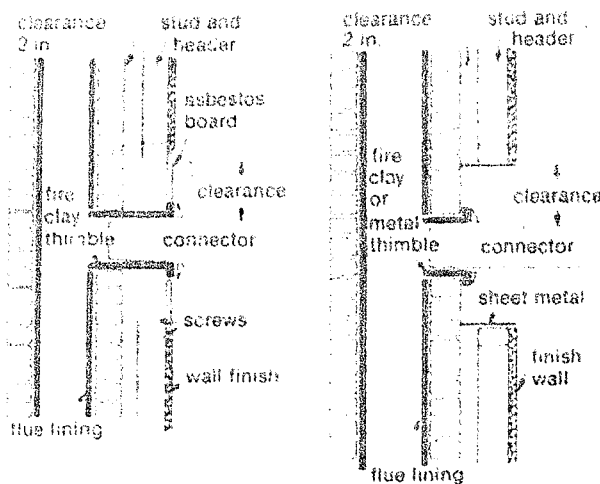 clearance
2 in.
stud and
header
asbestos
board
fire
clay
thimble
clearance
connector
screws
wall finish
flue lining
clearance
2 in.
stud and
header
fire
clay
or
metal
thimble
clearance
connector
sheet metal
finish
wall
flue lining